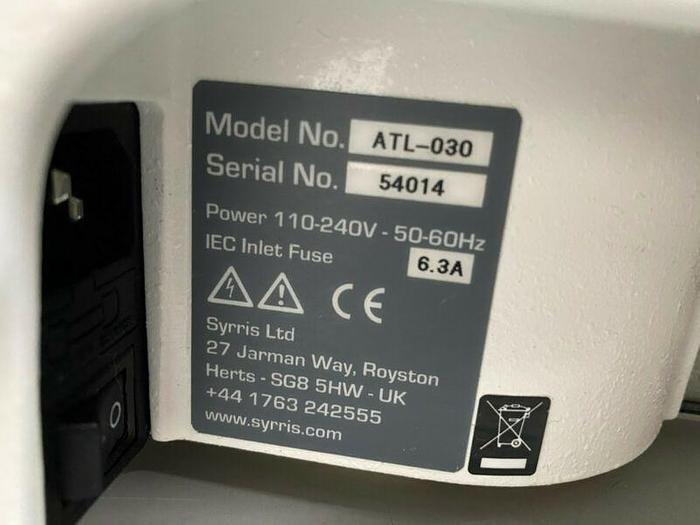 Model No. ATL-030
Serial No. 54014
Power 110-240V - 50-60Hz
IEC Inlet Fuse 6.3A
CE
Syrris Ltd
27 Jarman Way, Royston
Herts - SG8 5HW - UK
+44 1763 242555
www.syrris.com